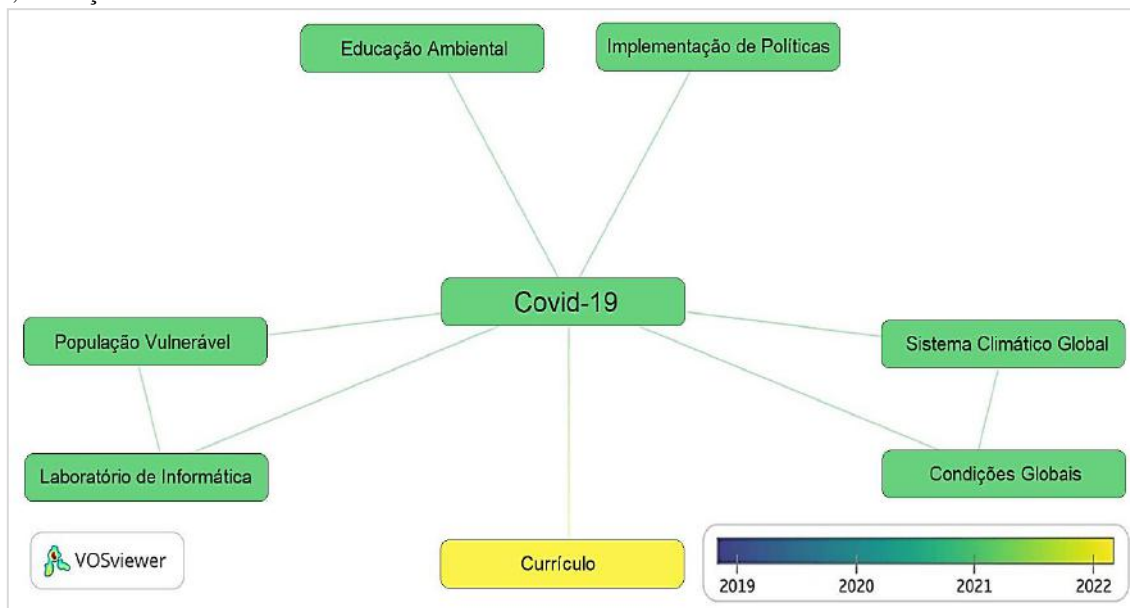 Educação Ambiental
Implementação de Políticas
Covid-19
População Vulnerável
Sistema Climático Global
Laboratório de Informática
Condições Globais
VOSviewer
Currículo
2019
2020
2021
2022